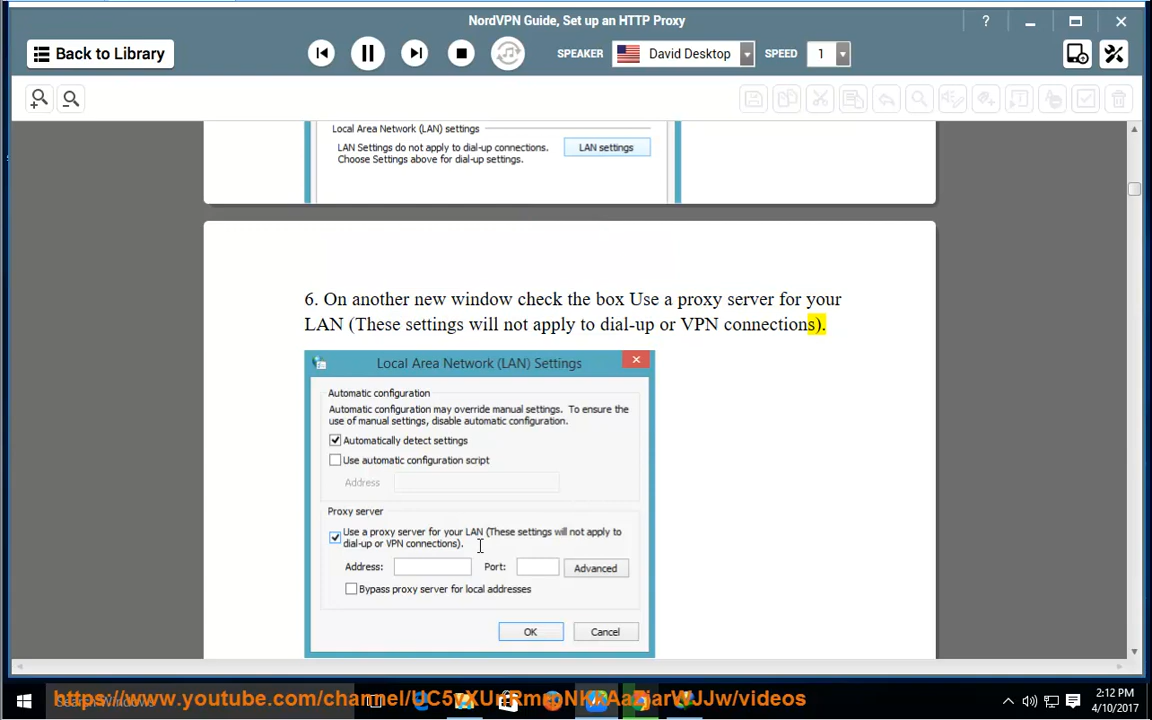 NordVPN Guide, Set up an HTTP Proxy
?
Back to Library
SPEAKER
David Desktop
SPEED
1
Local Area Network (LAN) settings
LAN Settings do not apply to dial-up connections.
Choose Settings above for dial-up settings.
LAN settings
6. On another new window check the box Use a proxy server for your
LAN (These settings will not apply to dial-up or VPN connections).
Local Area Network (LAN) Settings
Automatic configuration
Automatic configuration may override manual settings. To ensure the
use of manual settings, disable automatic configuration.
Automatically detect settings
Use automatic configuration script
Address
Proxy server
Use a proxy server for your LAN (These settings will not apply to
dial-up or VPN connections).
Address:
Port:
Advanced
Bypass proxy server for local addresses
OK
Cancel
2:12 PM
4/10/2017